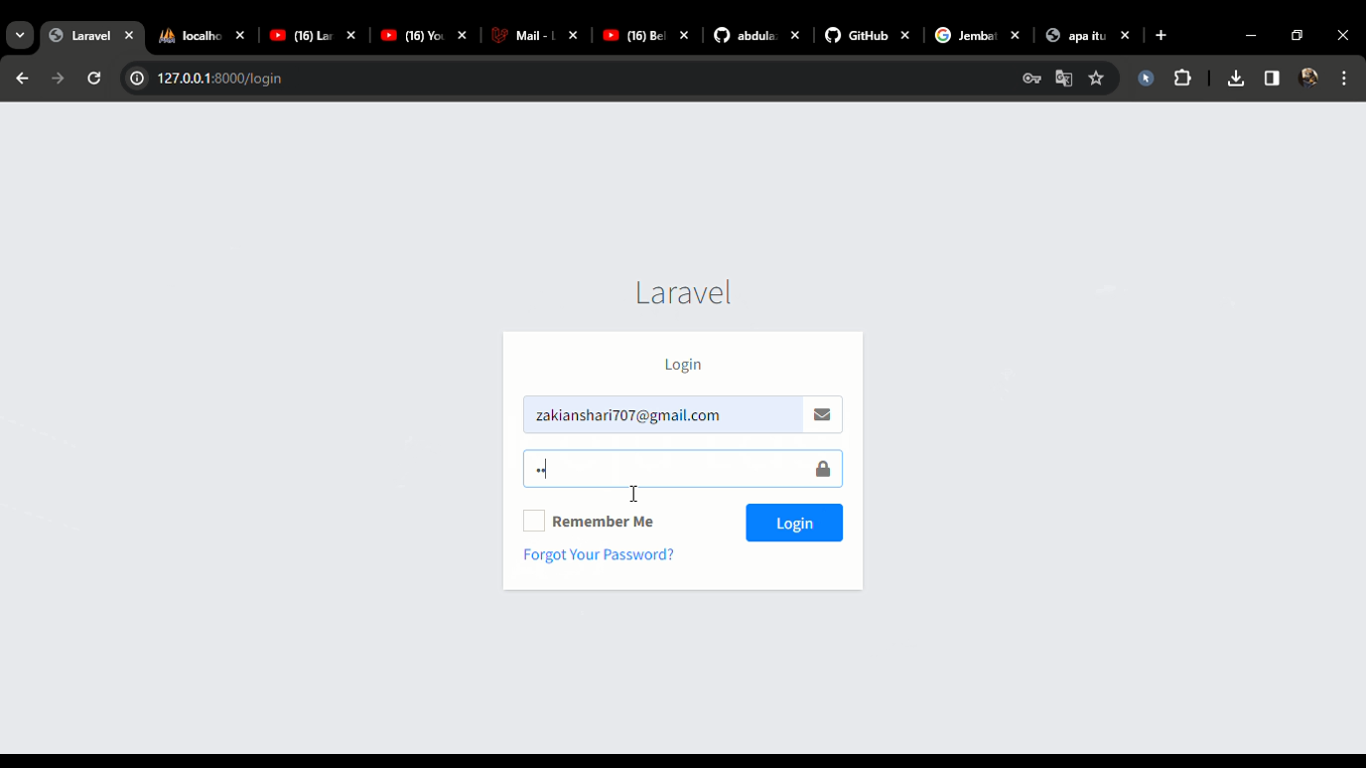 Laravel
localho
(16) Lar
(16) You
Mail - L
(16) Bel
abdula
GitHub
Jembat
apa itu
127.0.0.1:8000/login
Laravel
Login
zakianshari707@gmail.com
Remember Me
Login
Forgot Your Password?